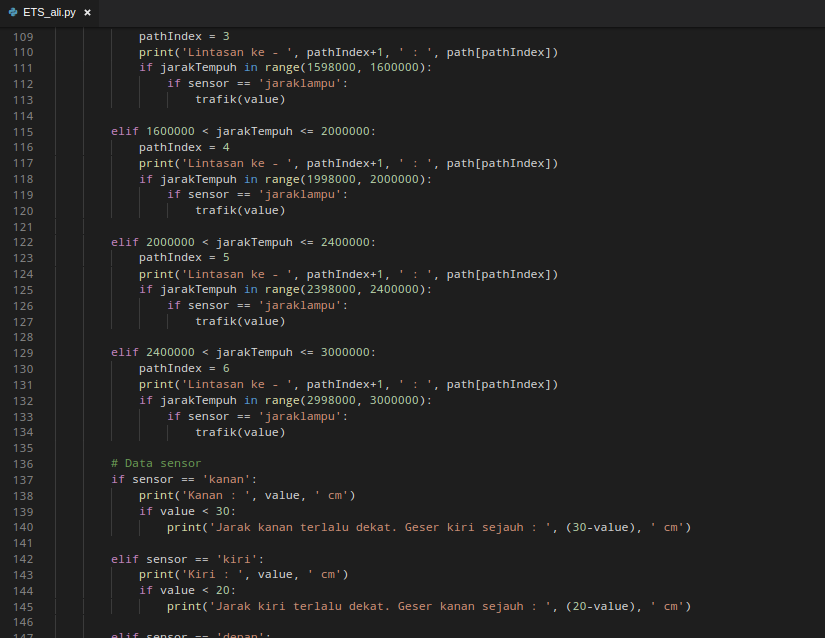 ETS_ali.py ×
109 pathIndex = 3
110 print('Lintasan ke - ', pathIndex+1, ' : ', path[pathIndex])
111 if jarakTempuh in range(1598000, 1600000):
112 if sensor == 'jaraklampu':
113 trafik(value)
114
115 elif 1600000 < jarakTempuh <= 2000000:
116 pathIndex = 4
117 print('Lintasan ke - ', pathIndex+1, ' : ', path[pathIndex])
118 if jarakTempuh in range(1998000, 2000000):
119 if sensor == 'jaraklampu':
120 trafik(value)
121
122 elif 2000000 < jarakTempuh <= 2400000:
123 pathIndex = 5
124 print('Lintasan ke - ', pathIndex+1, ' : ', path[pathIndex])
125 if jarakTempuh in range(2398000, 2400000):
126 if sensor == 'jaraklampu':
127 trafik(value)
128
129 elif 2400000 < jarakTempuh <= 3000000:
130 pathIndex = 6
131 print('Lintasan ke - ', pathIndex+1, ' : ', path[pathIndex])
132 if jarakTempuh in range(2998000, 3000000):
133 if sensor == 'jaraklampu':
134 trafik(value)
135
136 # Data sensor
137 if sensor == 'kanan':
138 print('Kanan : ', value, ' cm')
139 if value < 30:
140 print('Jarak kanan terlalu dekat. Geser kiri sejauh : ', (30-value), ' cm')
141
142 elif sensor == 'kiri':
143 print('Kiri : ', value, ' cm')
144 if value < 20:
145 print('Jarak kiri terlalu dekat. Geser kanan sejauh : ', (20-value), ' cm')
146
147 elif sensor == 'depan':